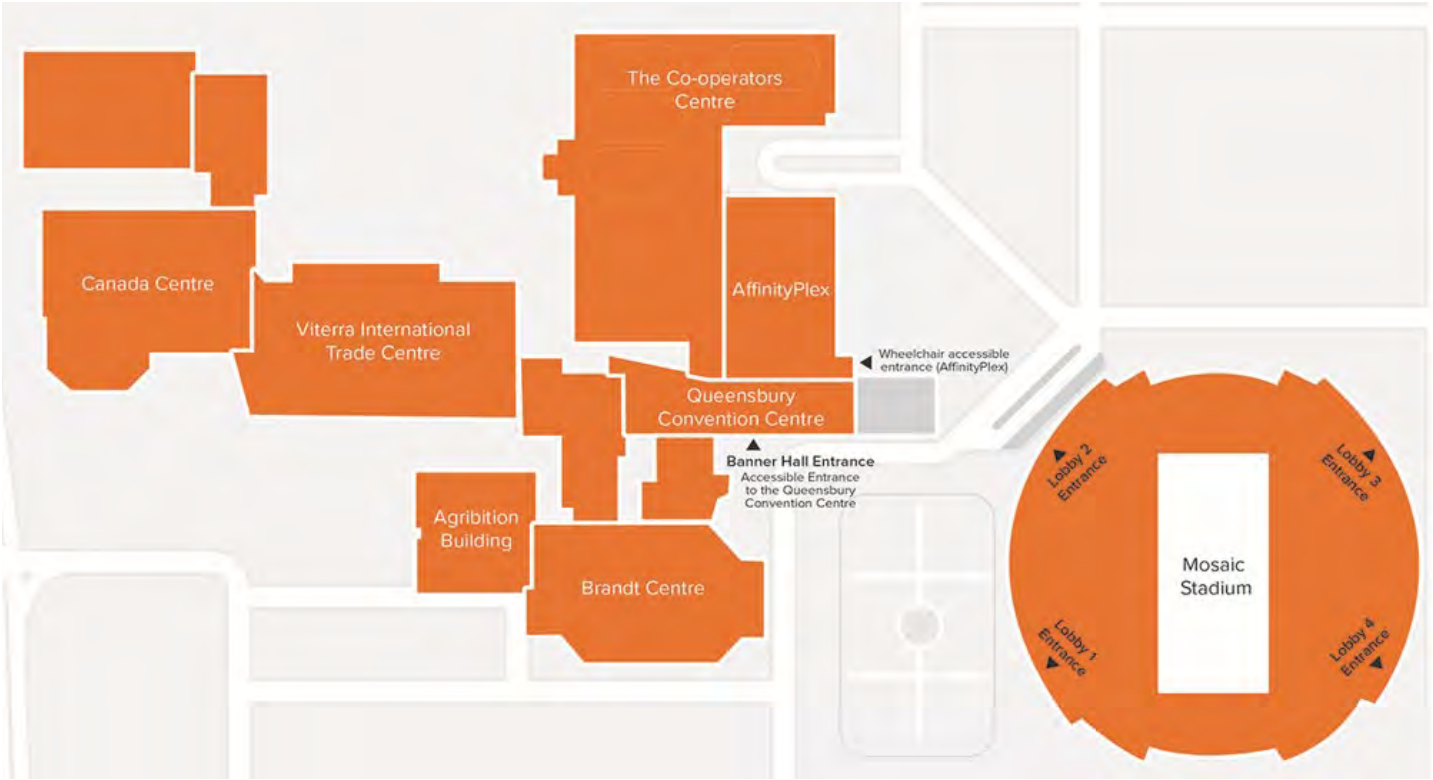 The Co-operators
Centre
Canada Centre
Viterra International
Trade Centre
AffinityPlex
Wheelchair accessible
entrance (AffinityPlex)
Queensbury
Convention Centre
Banner Hall Entrance
Accessible Entrance
to the Queensbury
Convention Centre
Agribition
Building
Brandt Centre
Lobby 2
Entrance
Lobby 3
Entrance
Mosaic
Stadium
Lobby 1
Entrance
Lobby 4
Entrance